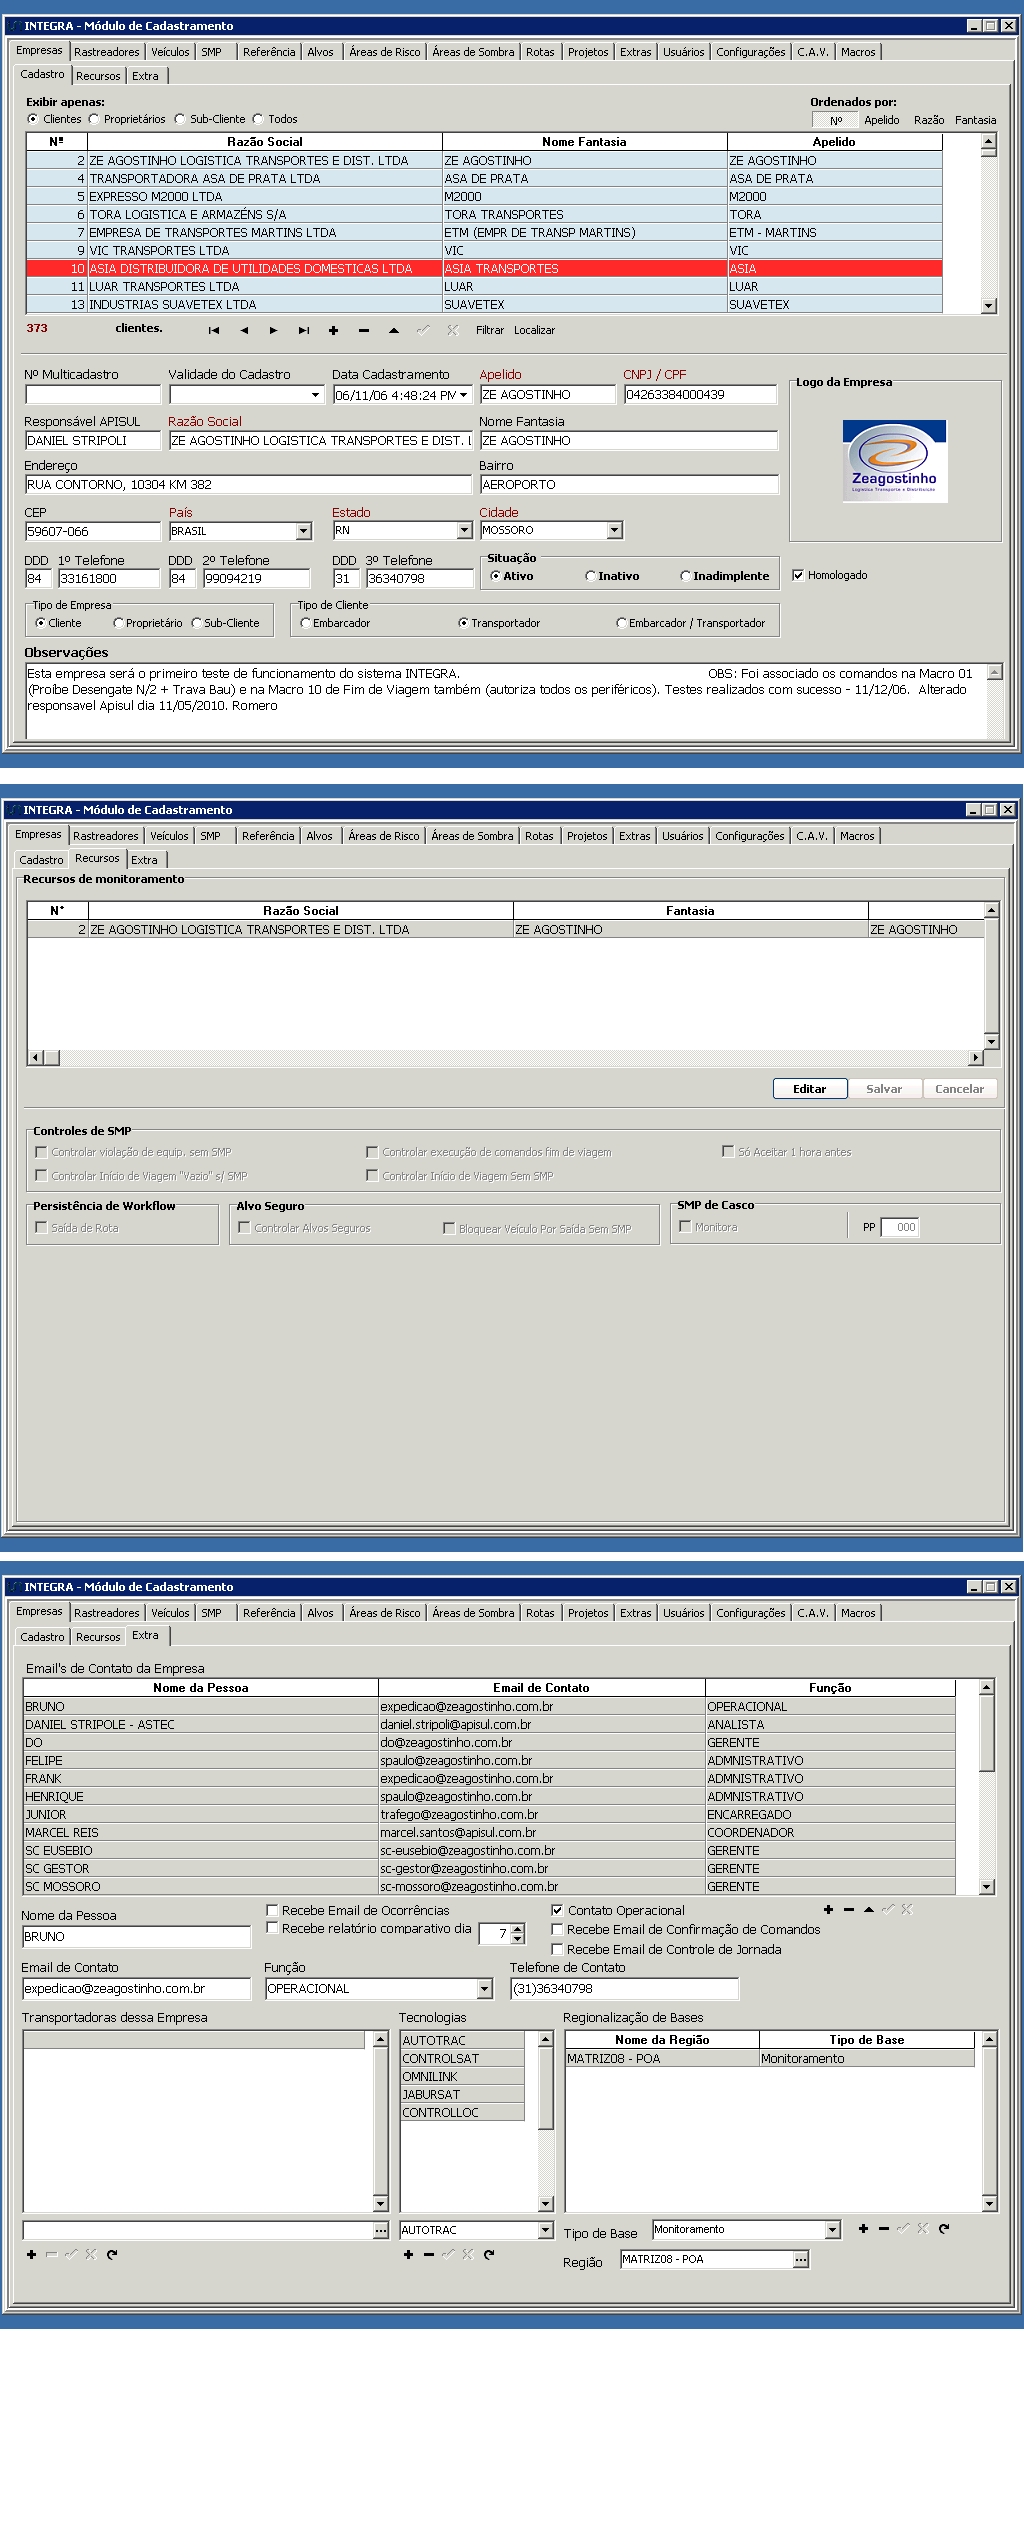 INTEGRA - Módulo de Cadastramento
Empresas Rastreadores Veículos SMP Referência Alvos Áreas de Risco Áreas de Sombra Rotas Projetos Extras Usuários Configurações C.A.V. Macros
Cadastro Recursos Extra
Exibir apenas: Ordenados por:
Clientes Proprietários Sub-Cliente Todos Nº Apelido Razão Fantasia
Nº Razão Social Nome Fantasia Apelido
2 ZE AGOSTINHO LOGISTICA TRANSPORTES E DIST. LTDA ZE AGOSTINHO ZE AGOSTINHO
4 TRANSPORTADORA ASA DE PRATA LTDA ASA DE PRATA ASA DE PRATA
5 EXPRESSO M2000 LTDA M2000 M2000
6 TORA LOGISTICA E ARMAZÉNS S/A TORA TRANSPORTES TORA
7 EMPRESA DE TRANSPORTES MARTINS LTDA ETM (EMPR DE TRANSP MARTINS) ETM - MARTINS
9 VIC TRANSPORTES LTDA VIC VIC
10 ASIA DISTRIBUIDORA DE UTILIDADES DOMESTICAS LTDA ASIA TRANSPORTES ASIA
11 LUAR TRANSPORTES LTDA LUAR LUAR
13 INDUSTRIAS SUAVETEX LTDA SUAVETEX SUAVETEX
373 clientes. Filtrar Localizar
Nº Multicadastro Validade do Cadastro Data Cadastramento Apelido CNPJ / CPF Logo da Empresa
06/11/06 4:48:24 PM ZE AGOSTINHO 04263384000439
Responsável APISUL Razão Social Nome Fantasia
DANIEL STRIPOLI ZE AGOSTINHO LOGISTICA TRANSPORTES E DIST. L ZE AGOSTINHO
Zeagostinho
Logística Transporte e Distribuição
Endereço Bairro
RUA CONTORNO, 10304 KM 382 AEROPORTO
CEP País Estado Cidade
59607-066 BRASIL RN MOSSORO
DDD 1º Telefone DDD 2º Telefone DDD 3º Telefone Situação
84 33161800 84 99094219 31 36340798 Ativo Inativo Inadimplente Homologado
Tipo de Empresa Tipo de Cliente
Cliente Proprietário Sub-Cliente Embarcador Transportador Embarcador / Transportador
Observações
Esta empresa será o primeiro teste de funcionamento do sistema INTEGRA. OBS: Foi associado os comandos na Macro 01
(Proíbe Desengate N/2 + Trava Bau) e na Macro 10 de Fim de Viagem também (autoriza todos os periféricos). Testes realizados com sucesso - 11/12/06. Alterado
responsavel Apisul dia 11/05/2010. Romero
INTEGRA - Módulo de Cadastramento
Empresas Rastreadores Veículos SMP Referência Alvos Áreas de Risco Áreas de Sombra Rotas Projetos Extras Usuários Configurações C.A.V. Macros
Cadastro Recursos Extra
Recursos de monitoramento
N° Razão Social Fantasia
2 ZE AGOSTINHO LOGISTICA TRANSPORTES E DIST. LTDA ZE AGOSTINHO ZE AGOSTINHO
Editar Salvar Cancelar
Controles de SMP
Controlar violação de equip. sem SMP Controlar execução de comandos fim de viagem Só Aceitar 1 hora antes
Controlar Início de Viagem "Vazio" s/ SMP Controlar Início de Viagem Sem SMP
Persistência de Workflow Alvo Seguro SMP de Casco
Saída de Rota Controlar Alvos Seguros Bloquear Veículo Por Saída Sem SMP Monitora PP 000
INTEGRA - Módulo de Cadastramento
Empresas Rastreadores Veículos SMP Referência Alvos Áreas de Risco Áreas de Sombra Rotas Projetos Extras Usuários Configurações C.A.V. Macros
Cadastro Recursos Extra
Email's de Contato da Empresa
Nome da Pessoa Email de Contato Função
BRUNO expedicao@zeagostinho.com.br OPERACIONAL
DANIEL STRIPOLE - ASTEC daniel.stripoli@apisul.com.br ANALISTA
DO do@zeagostinho.com.br GERENTE
FELIPE spaulo@zeagostinho.com.br ADMNISTRATIVO
FRANK expedicao@zeagostinho.com.br ADMNISTRATIVO
HENRIQUE spaulo@zeagostinho.com.br ADMNISTRATIVO
JUNIOR trafego@zeagostinho.com.br ENCARREGADO
MARCEL REIS marcel.santos@apisul.com.br COORDENADOR
SC EUSEBIO sc-eusebio@zeagostinho.com.br GERENTE
SC GESTOR sc-gestor@zeagostinho.com.br GERENTE
SC MOSSORO sc-mossoro@zeagostinho.com.br GERENTE
Nome da Pessoa Recebe Email de Ocorrências Contato Operacional
BRUNO Recebe relatório comparativo dia 7 Recebe Email de Confirmação de Comandos
Recebe Email de Controle de Jornada
Email de Contato Função Telefone de Contato
expedicao@zeagostinho.com.br OPERACIONAL (31)36340798
Transportadoras dessa Empresa Tecnologias Regionalização de Bases
AUTOTRAC Nome da Região Tipo de Base
CONTROLSAT MATRIZ08 - POA Monitoramento
OMNILINK
JABURSAT
CONTROLLOC
... AUTOTRAC Tipo de Base Monitoramento
Região MATRIZ08 - POA ...